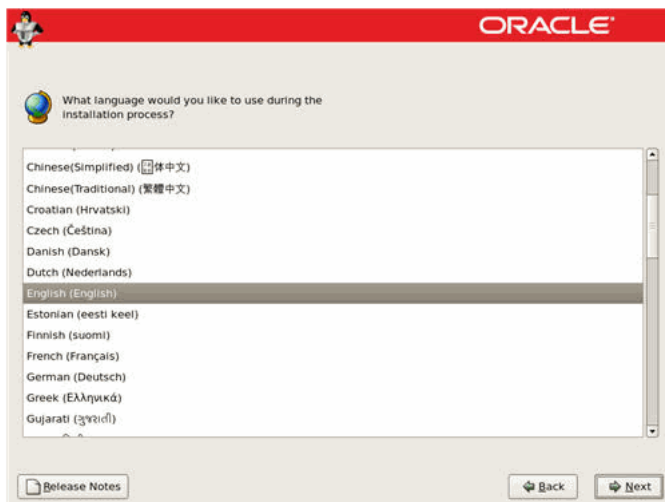 ORACLE
What language would you like to use during the
installation process?
Chinese(Simplified) (体中文)
Chinese(Traditional) (繁體中文)
Croatian (Hrvatski)
Czech (Čeština)
Danish (Dansk)
Dutch (Nederlands)
English (English)
Estonian (eesti keel)
Finnish (suomi)
French (Français)
German (Deutsch)
Greek (Ελληνικά)
Gujarati (ગુજરાતી)
Release Notes
Back
Next